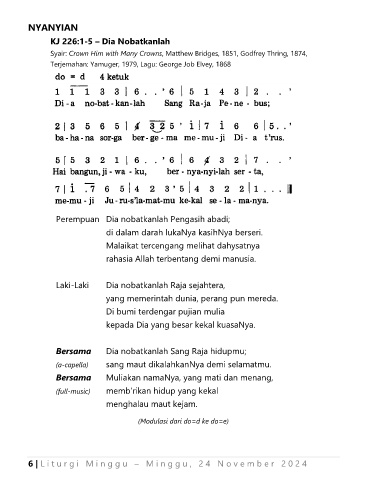 NYANYIAN
KJ 226:1-5 – Dia Nobatkanlah
Syair: Crown Him with Many Crowns, Matthew Bridges, 1851, Godfrey Thring, 1874,
Terjemahan: Yamuger, 1979, Lagu: George Job Elvey, 1868
do = d 4 ketuk
1 1 1 3 3 | 6 . . ' 6 | 5 1 4 3 | 2 . . '
Di - a no-bat - kan-lah Sang Ra-ja Pe - ne - bus;
2 | 3 5 6 5 | 4 3 2 5 ' 1 | 7 1 6 6 | 5 . . '
ba - ha - na sor-ga ber - ge - ma me - mu - ji Di - a t'rus.
5 | 5 3 2 1 | 6 . . ' 6 | 6 4 3 2 | 7 . . '
Hai bangun, ji - wa - ku, ber - nya-nyi-lah ser - ta,
7 | 1 . 7 6 5 | 4 2 3 ' 5 | 4 3 2 2 | 1 . . .
me-mu - ji Ju - ru-s'la-mat-mu ke-kal se - la - ma-nya.
Perempuan Dia nobatkanlah Pengasih abadi;
di dalam darah lukaNya kasihNya berseri.
Malaikat tercengang melihat dahysatnya
rahasia Allah terbentang demi manusia.
Laki-Laki Dia nobatkanlah Raja sejahtera,
yang memerintah dunia, perang pun mereda.
Di bumi terdengar pujian mulia
kepada Dia yang besar kekal kuasaNya.
Bersama Dia nobatkanlah Sang Raja hidupmu;
(a-capella) sang maut dikalahkanNya demi selamatmu.
Bersama Muliakan namaNya, yang mati dan menang,
(full-music) memb'rikan hidup yang kekal
menghalau maut kejam.
(Modulasi dari do=d ke do=e)
6 | Liturgi Minggu – Minggu, 24 November 2024